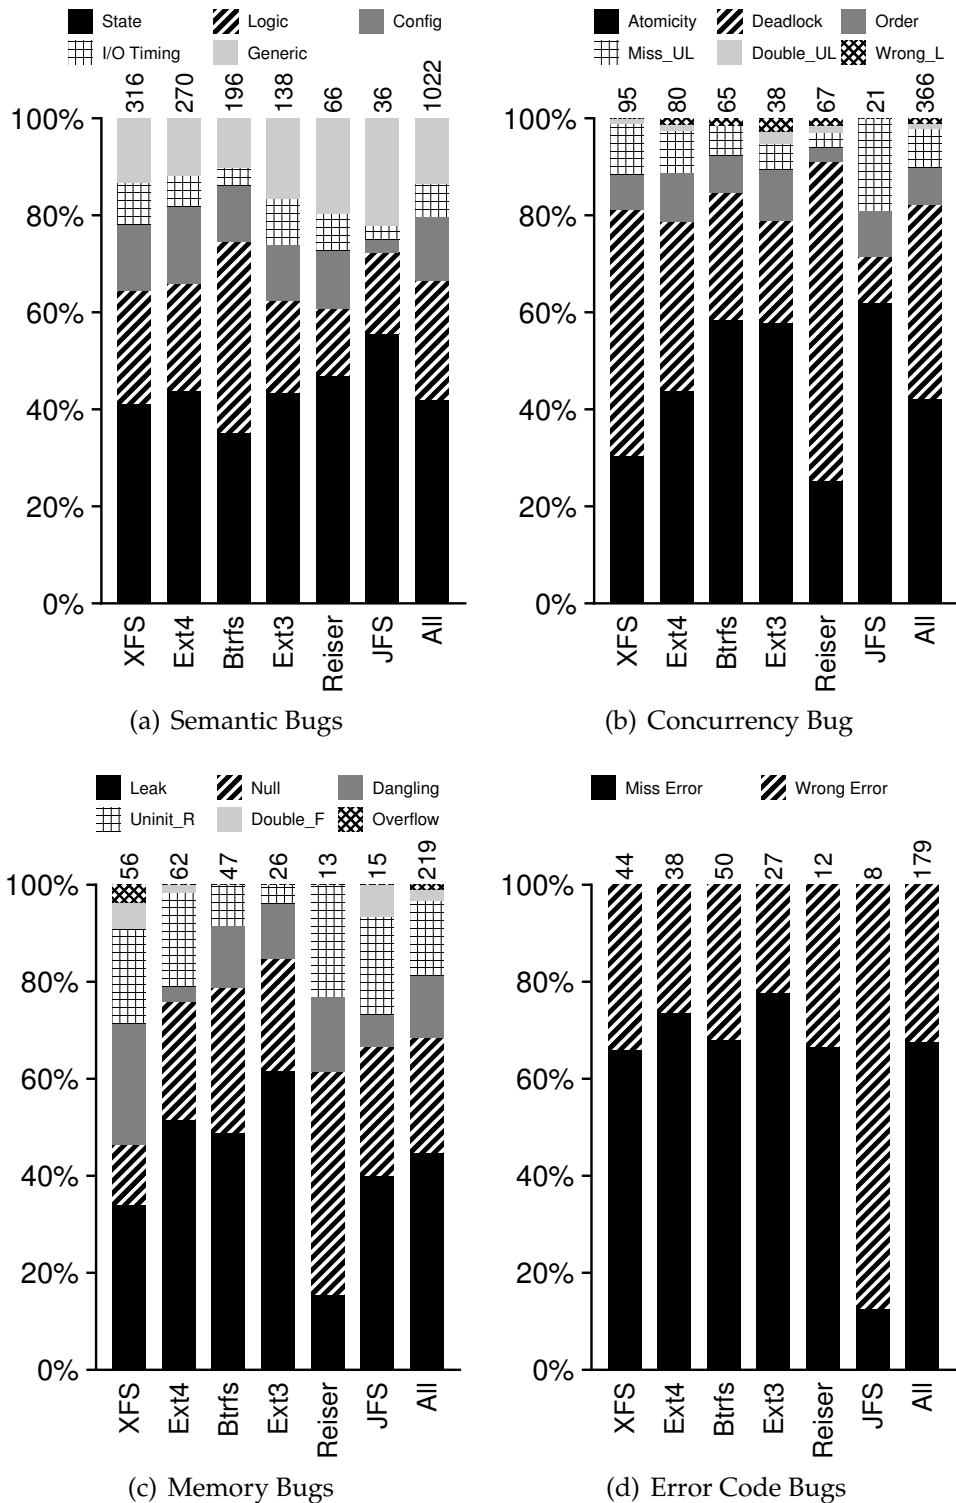 State Logic Config
I/O Timing Generic
316 270 196 138 66 36 1022
100%
80%
60%
40%
20%
0%
XFS Ext4 Btrfs Ext3 Reiser JFS All
(a) Semantic Bugs
Atomicity Deadlock Order
Miss_UL Double_UL Wrong_L
95 80 65 38 67 21 366
100%
80%
60%
40%
20%
0%
XFS Ext4 Btrfs Ext3 Reiser JFS All
(b) Concurrency Bug
Leak Null Dangling
Uninit_R Double_F Overflow
56 62 47 26 13 15 219
100%
80%
60%
40%
20%
0%
XFS Ext4 Btrfs Ext3 Reiser JFS All
(c) Memory Bugs
Miss Error Wrong Error
44 38 50 27 12 8 179
100%
80%
60%
40%
20%
0%
XFS Ext4 Btrfs Ext3 Reiser JFS All
(d) Error Code Bugs